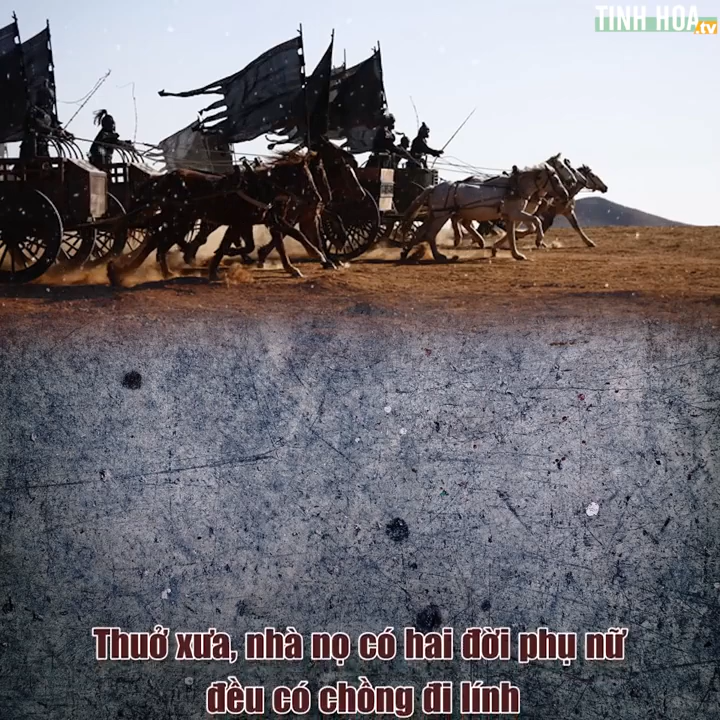 TINH HOA
.tv
Thuở xưa, nhà nọ có hai đời phụ nữ
đều có chồng đi lính